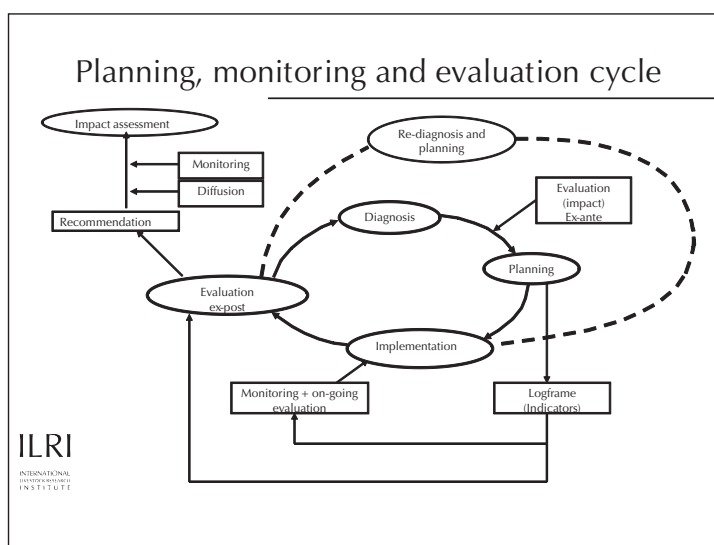 Planning, monitoring and evaluation cycle
Impact assessment
Re-diagnosis and
planning
Monitoring
Diffusion
Evaluation
(impact)
Ex-ante
Recommendation
Diagnosis
Planning
Evaluation
ex-post
Implementation
Monitoring + on-going
evaluation
Logframe
(Indicators)
ILRI
INTERNATIONAL
LIVESTOCK RESEARCH
INSTITUTE